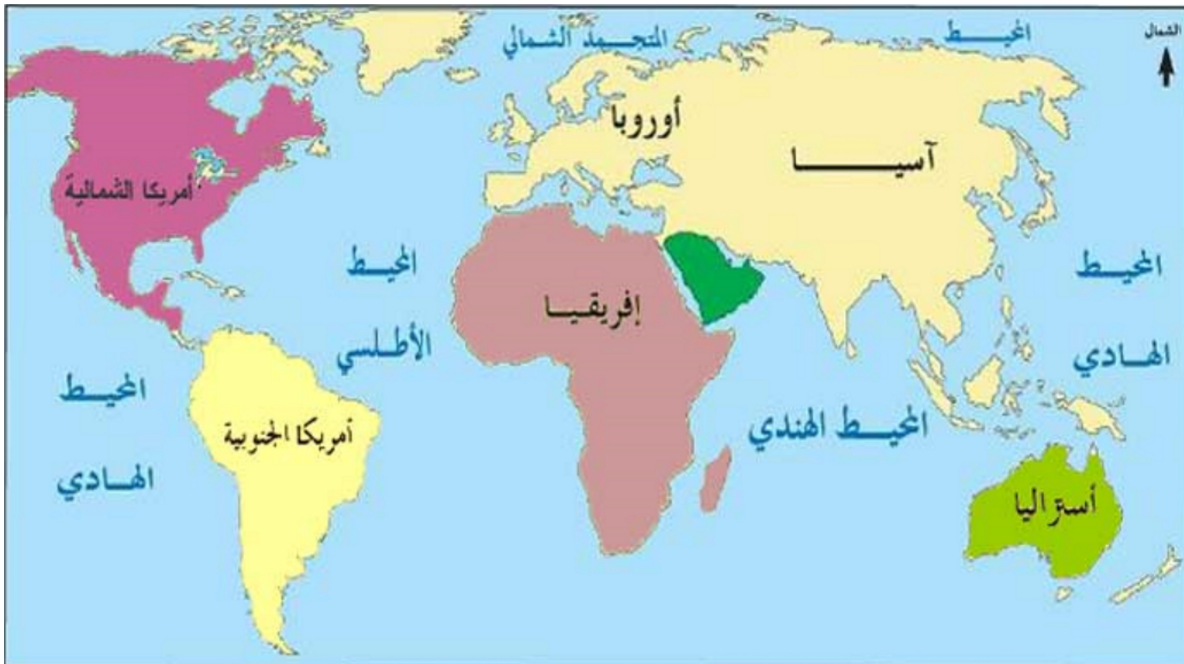 المحيط
المتجمد الشمالي
الشمال
أوروبا
آسيا
أمريكا الشمالية
المحيط
الأطلسي
المحيط
الهادي
إفريقيا
المحيط
الهادي
أمريكا الجنوبية
المحيط الهندي
أستراليا